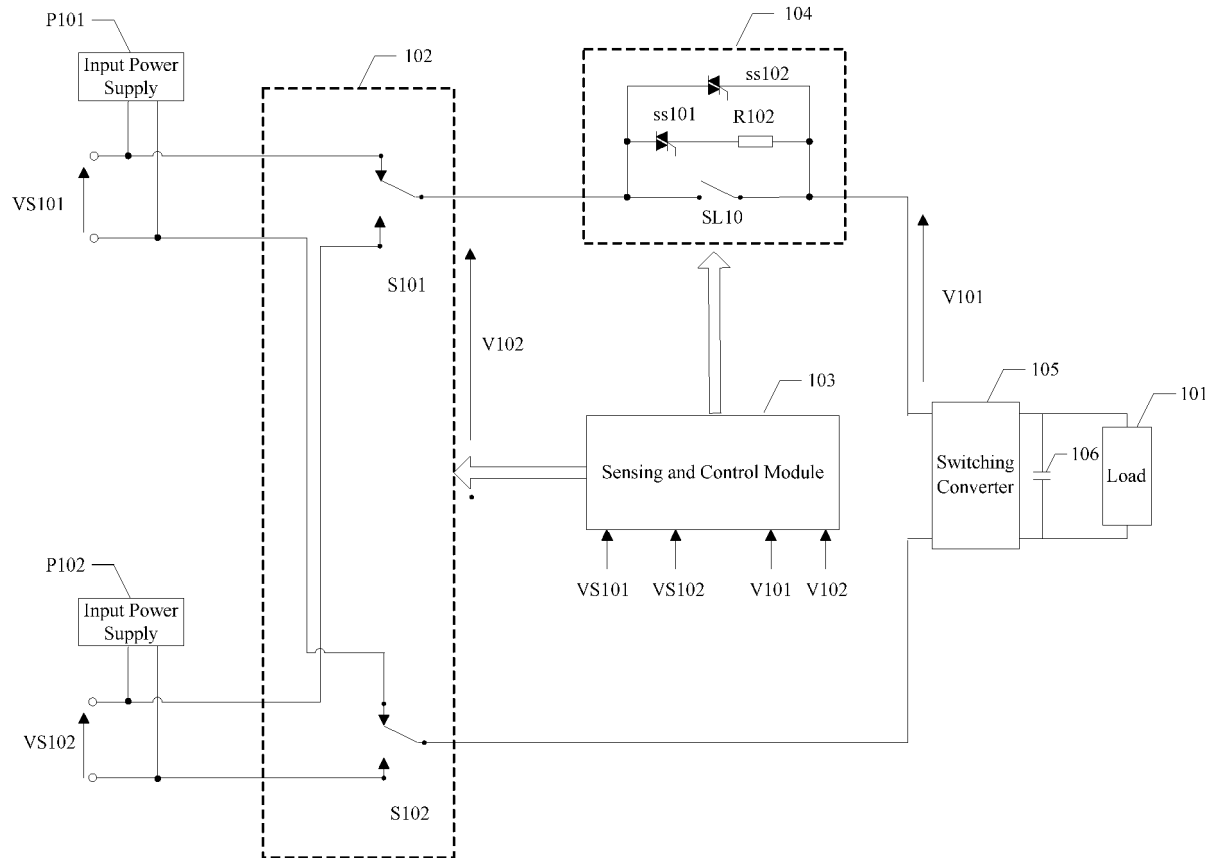 P101
104
Input Power
Supply
102
ss102
ss101
R102
VS101
SL10
S101
V101
V102
103
105
101
Sensing and Control Module
Switching
Converter
106
Load
P102
VS101
VS102
V101
V102
Input Power
Supply
VS102
S102